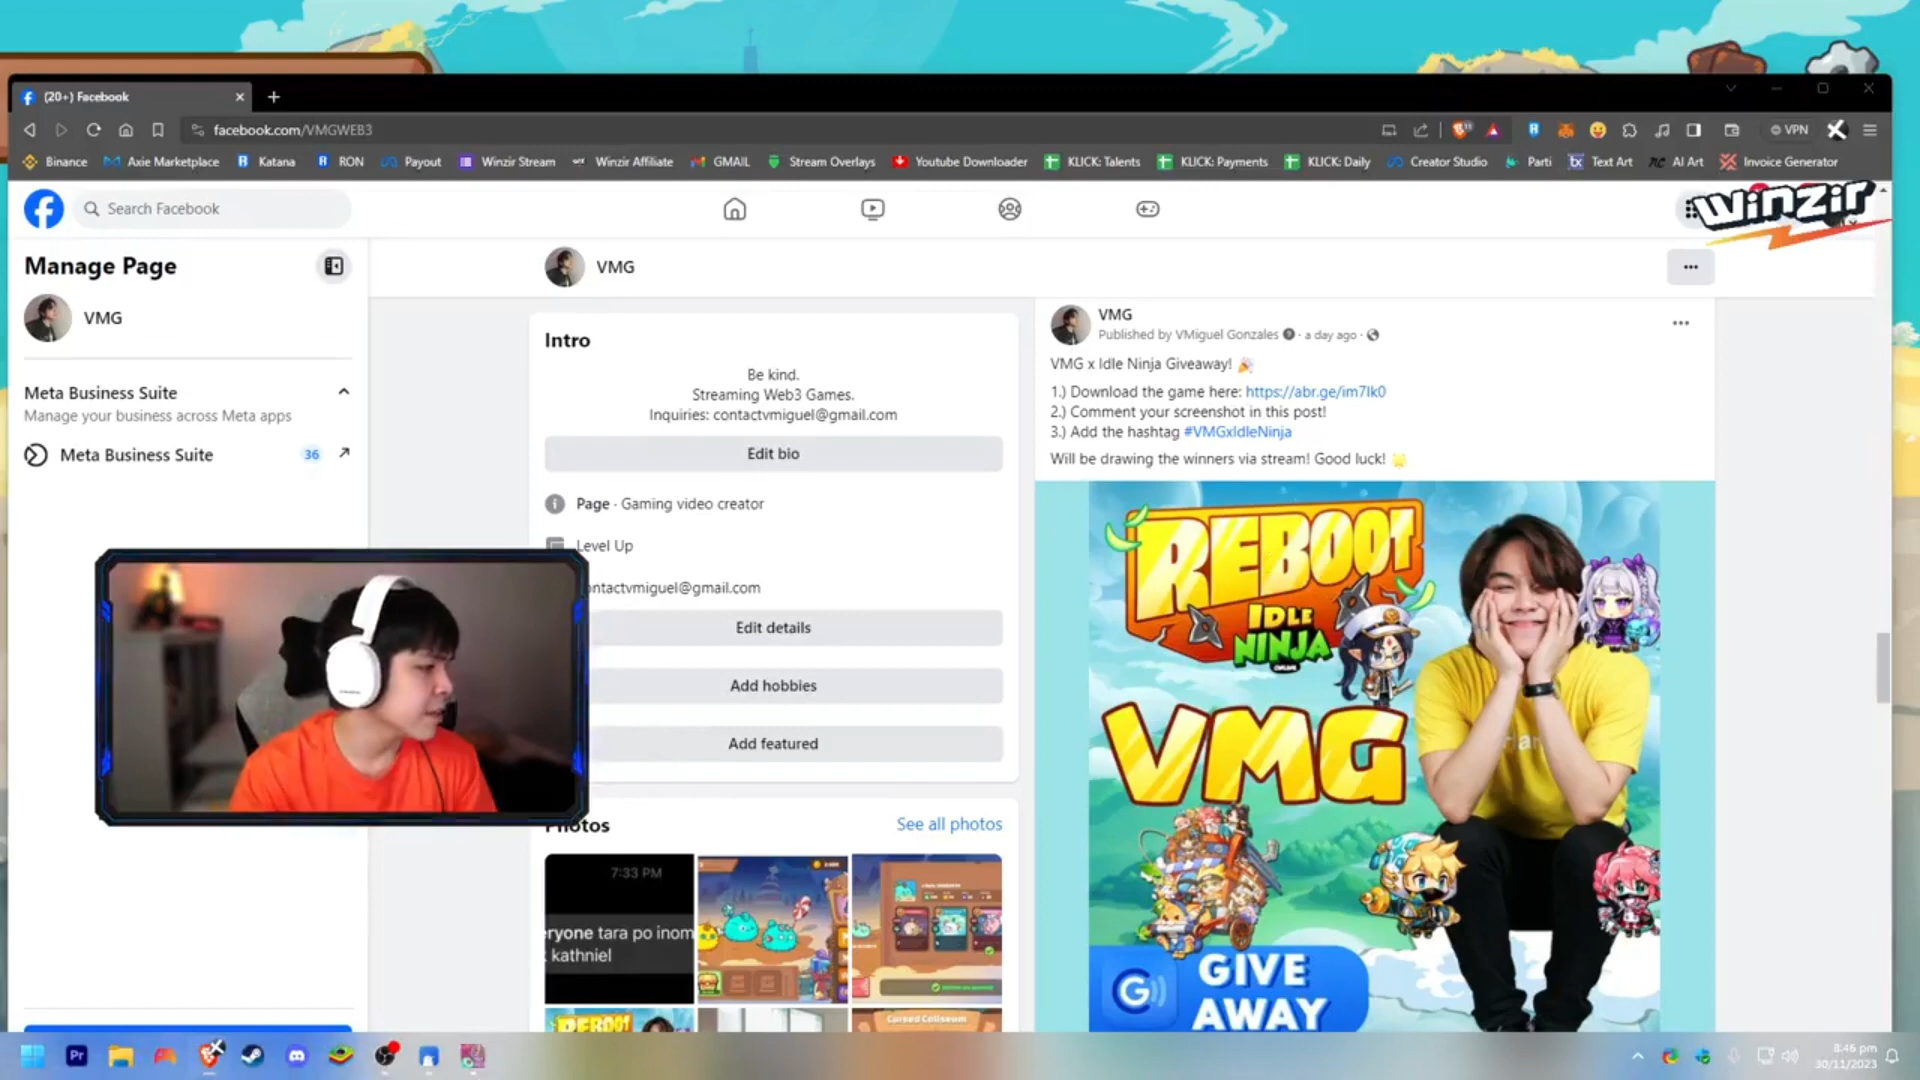 (20+) Facebook
facebook.com/VMGWEB3
VPN
Binance
Axie Marketplace
Katana
RON
Payout
Winzir Stream
Winzir Affiliate
GMAIL
Stream Overlays
Youtube Downloader
KLICK: Talents
KLICK: Payments
KLICK: Daily
Creator Studio
Parti
Text Art
AI Art
Invoice Generator
Search Facebook
Winzir
Manage Page
VMG
Meta Business Suite
Manage your business across Meta apps
Meta Business Suite
36
VMG
Intro
Be kind.
Streaming Web3 Games.
Inquiries: contactvmiguel@gmail.com
Edit bio
Page · Gaming video creator
Level Up
ontactvmiguel@gmail.com
Edit details
Add hobbies
Add featured
Photos
See all photos
7:33 PM
eryone tara po inom
kathniel
REBOOT
Cursed Coliseum
VMG
Published by VMiguel Gonzales · a day ago ·
VMG x Idle Ninja Giveaway!
1.) Download the game here: https://abr.ge/im7lk0
2.) Comment your screenshot in this post!
3.) Add the hashtag #VMGxIdleNinja
Will be drawing the winners via stream! Good luck!
REBOOT
IDLE
NINJA
ONLINE
VMG
G
GIVE
AWAY
Pr
8:46 pm
30/11/2023